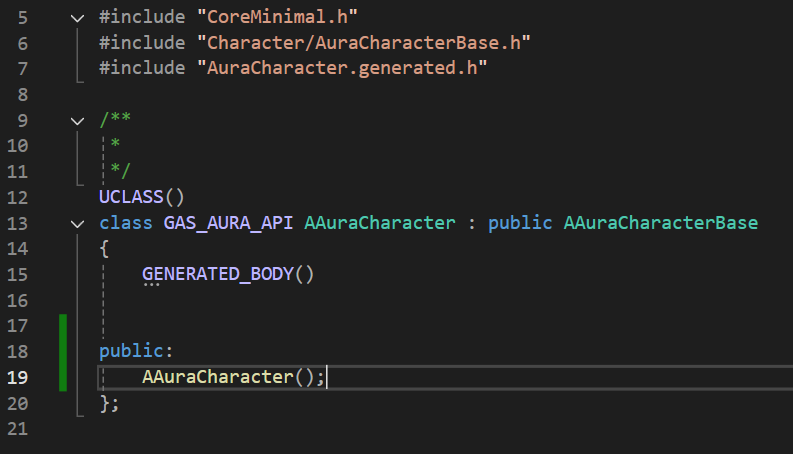 5 #include "CoreMinimal.h"
6 #include "Character/AuraCharacterBase.h"
7 #include "AuraCharacter.generated.h"
8
9 /**
10  *
11  */
12 UCLASS()
13 class GAS_AURA_API AAuraCharacter : public AAuraCharacterBase
14 {
15     GENERATED_BODY()
16
17
18 public:
19     AAuraCharacter();
20 };
21